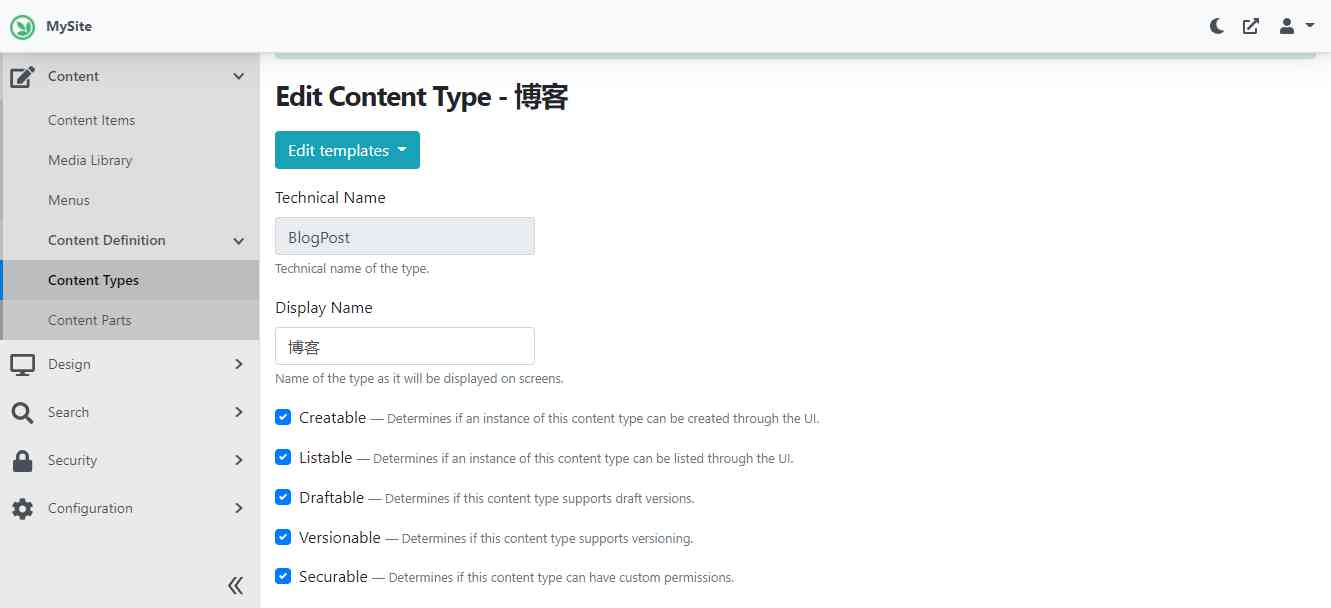 MySite
Content
Content Items
Media Library
Menus
Content Definition
Content Types
Content Parts
Design
Search
Security
Configuration
Edit Content Type - 博客
Edit templates
Technical Name
BlogPost
Technical name of the type.
Display Name
博客
Name of the type as it will be displayed on screens.
Creatable — Determines if an instance of this content type can be created through the UI.
Listable — Determines if an instance of this content type can be listed through the UI.
Draftable — Determines if this content type supports draft versions.
Versionable — Determines if this content type supports versioning.
Securable — Determines if this content type can have custom permissions.